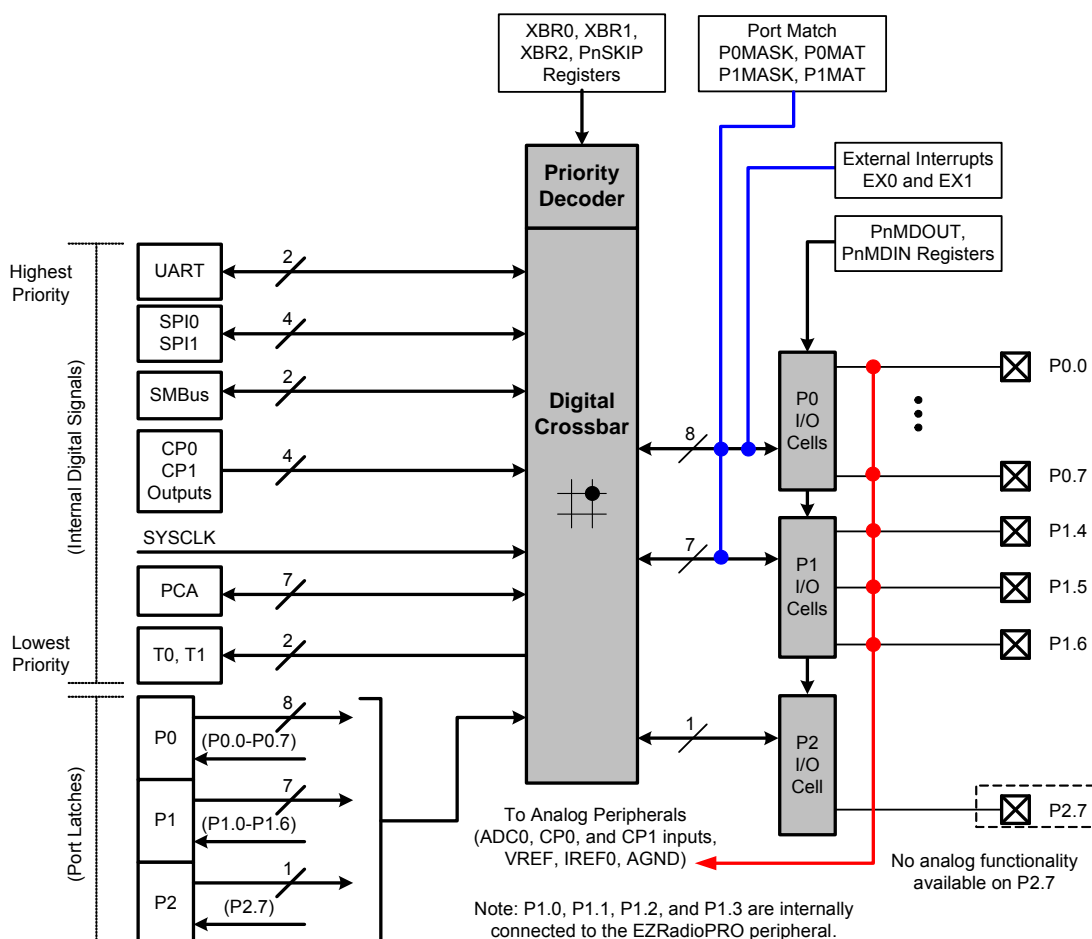 XBR0, XBR1,
XBR2, PnSKIP
Registers
Port Match
P0MASK, P0MAT
P1MASK, P1MAT
External Interrupts
EX0 and EX1
PnMDOUT,
PnMDIN Registers
Priority
Decoder
Digital
Crossbar
Highest
Priority
(Internal Digital Signals)
Lowest
Priority
UART
2
SPI0
SPI1
4
SMBus
2
CP0
CP1
Outputs
4
SYSCLK
PCA
7
T0, T1
2
(Port Latches)
P0
8
(P0.0-P0.7)
P1
7
(P1.0-P1.6)
P2
1
(P2.7)
8
P0
I/O
Cells
7
P1
I/O
Cells
1
P2
I/O
Cell
P0.0
P0.7
P1.4
P1.5
P1.6
P2.7
To Analog Peripherals
(ADC0, CP0, and CP1 inputs,
VREF, IREF0, AGND)
No analog functionality
available on P2.7
Note: P1.0, P1.1, P1.2, and P1.3 are internally
connected to the EZRadioPRO peripheral.